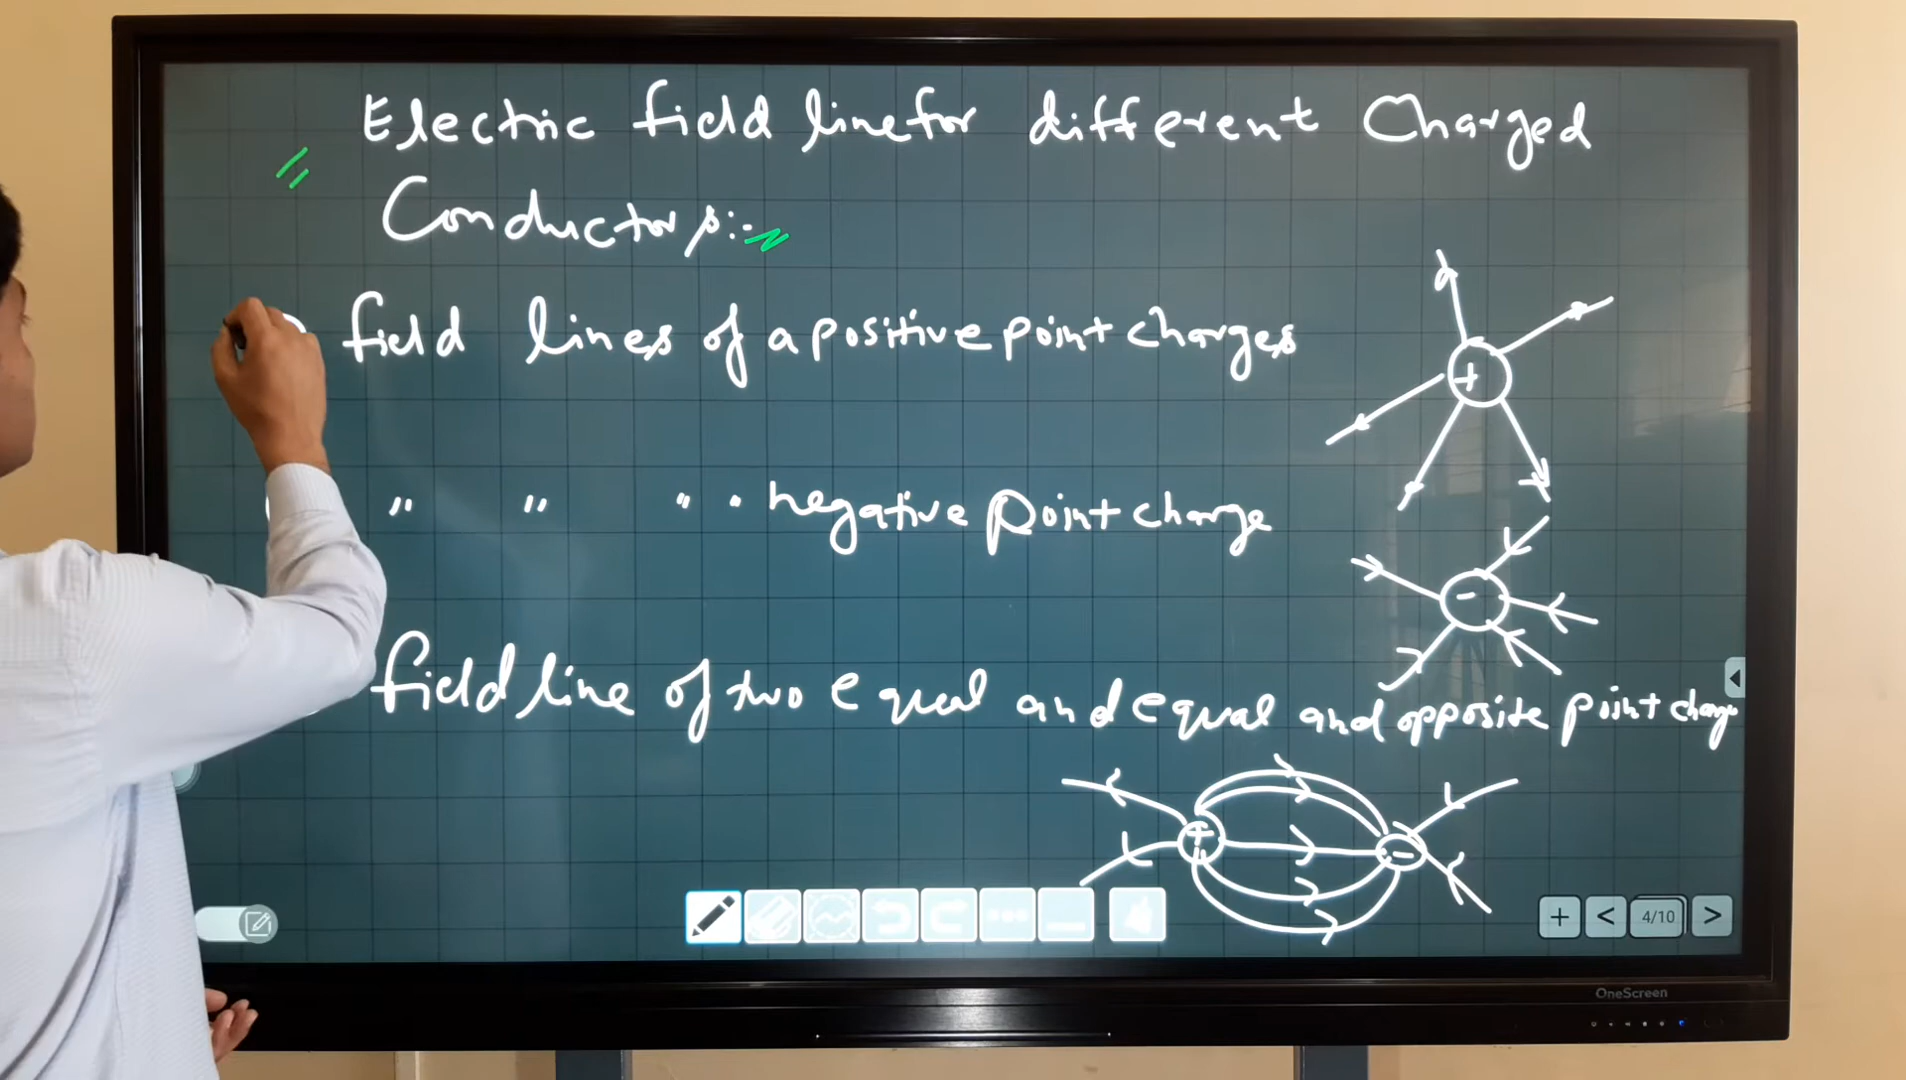 Electric field line for different Charged
Conductors:-
field lines of a positive point charges
+
" " " " negative point charge
-
field line of two equal and equal and opposite point charge
+ -
4/10
OneScreen